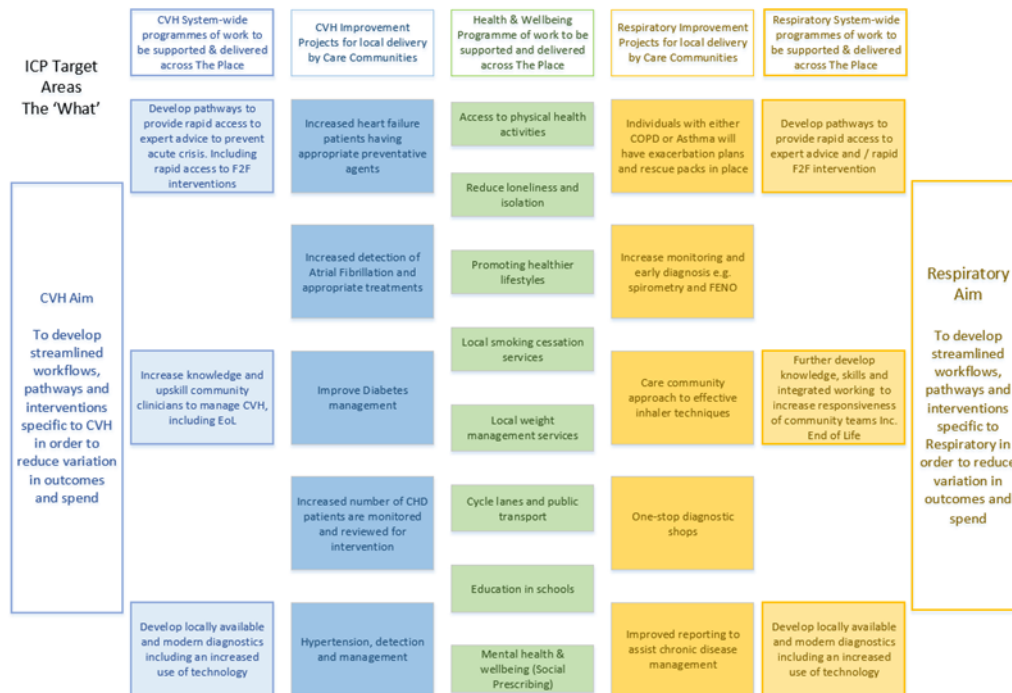 ICP Target
Areas
The 'What'
CVH System-wide
programmes of work to
be supported & delivered
across The Place
CVH Improvement
Projects for local delivery
by Care Communities
Health & Wellbeing
Programme of work to be
supported and delivered
across The Place
Respiratory Improvement
Projects for local delivery
by Care Communities
Respiratory System-wide
programmes of work to
be supported & delivered
across The Place
CVH Aim
To develop
streamlined
workflows,
pathways and
interventions
specific to CVH
in order to
reduce variation
in outcomes
and spend
Develop pathways to
provide rapid access to
expert advice to prevent
acute crisis. Including
rapid access to F2F
interventions
Increase knowledge and
upskill community
clinicians to manage CVH,
including EoL
Develop locally available
and modern diagnostics
including an increased
use of technology
Increased heart failure
patients having
appropriate preventative
agents
Increased detection of
Atrial Fibrillation and
appropriate treatments
Improve Diabetes
management
Increased number of CHD
patients are monitored
and reviewed for
intervention
Hypertension, detection
and management
Access to physical health
activities
Reduce loneliness and
isolation
Promoting healthier
lifestyles
Local smoking cessation
services
Local weight
management services
Cycle lanes and public
transport
Education in schools
Mental health &
wellbeing (Social
Prescribing)
Individuals with either
COPD or Asthma will
have exacerbation plans
and rescue packs in place
Increase monitoring and
early diagnosis e.g.
spirometry and FENO
Care community
approach to effective
inhaler techniques
One-stop diagnostic
shops
Improved reporting to
assist chronic disease
management
Develop pathways to
provide rapid access to
expert advice and / rapid
F2F intervention
Further develop
knowledge, skills and
integrated working to
increase responsiveness
of community teams Inc.
End of Life
Develop locally available
and modern diagnostics
including an increased
use of technology
Respiratory
Aim
To develop
streamlined
workflows,
pathways and
interventions
specific to
Respiratory in
order to reduce
variation in
outcomes and
spend